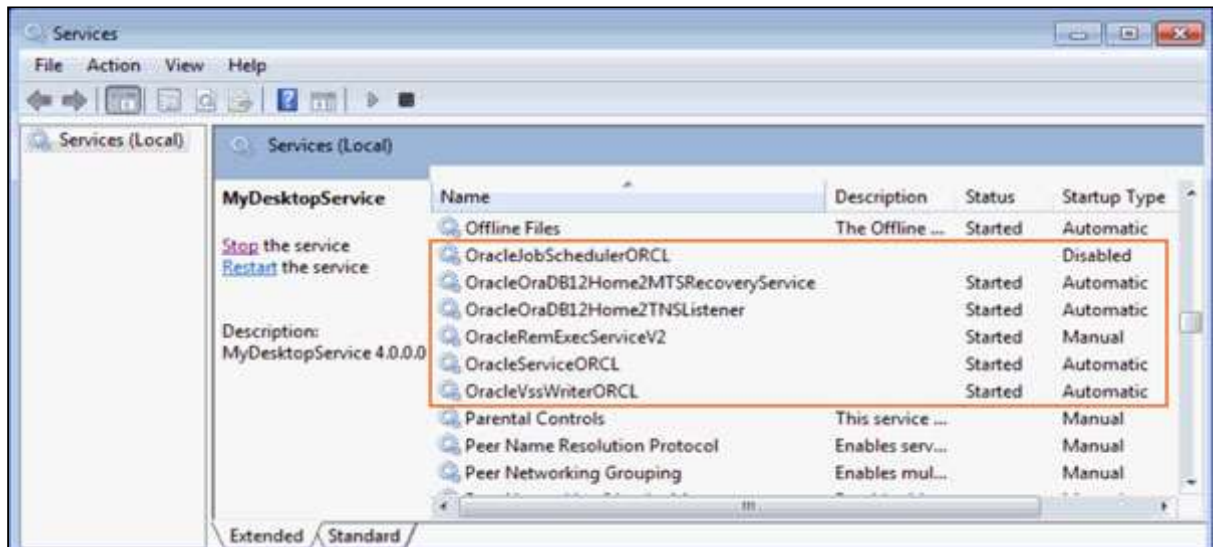 Services
File Action View Help
Services (Local)
Services (Local)
MyDesktopService
Stop the service
Restart the service
Description:
MyDesktopService 4.0.0.0
Name Description Status Startup Type
Offline Files The Offline ... Started Automatic
OracleJobSchedulerORCL Disabled
OracleOraDB12Home2MTSRecoveryService Started Automatic
OracleOraDB12Home2TNSListener Started Automatic
OracleRemExecServiceV2 Started Manual
OracleServiceORCL Started Automatic
OracleVssWriterORCL Started Automatic
Parental Controls This service ... Manual
Peer Name Resolution Protocol Enables serv... Manual
Peer Networking Grouping Enables mul... Manual
Extended Standard